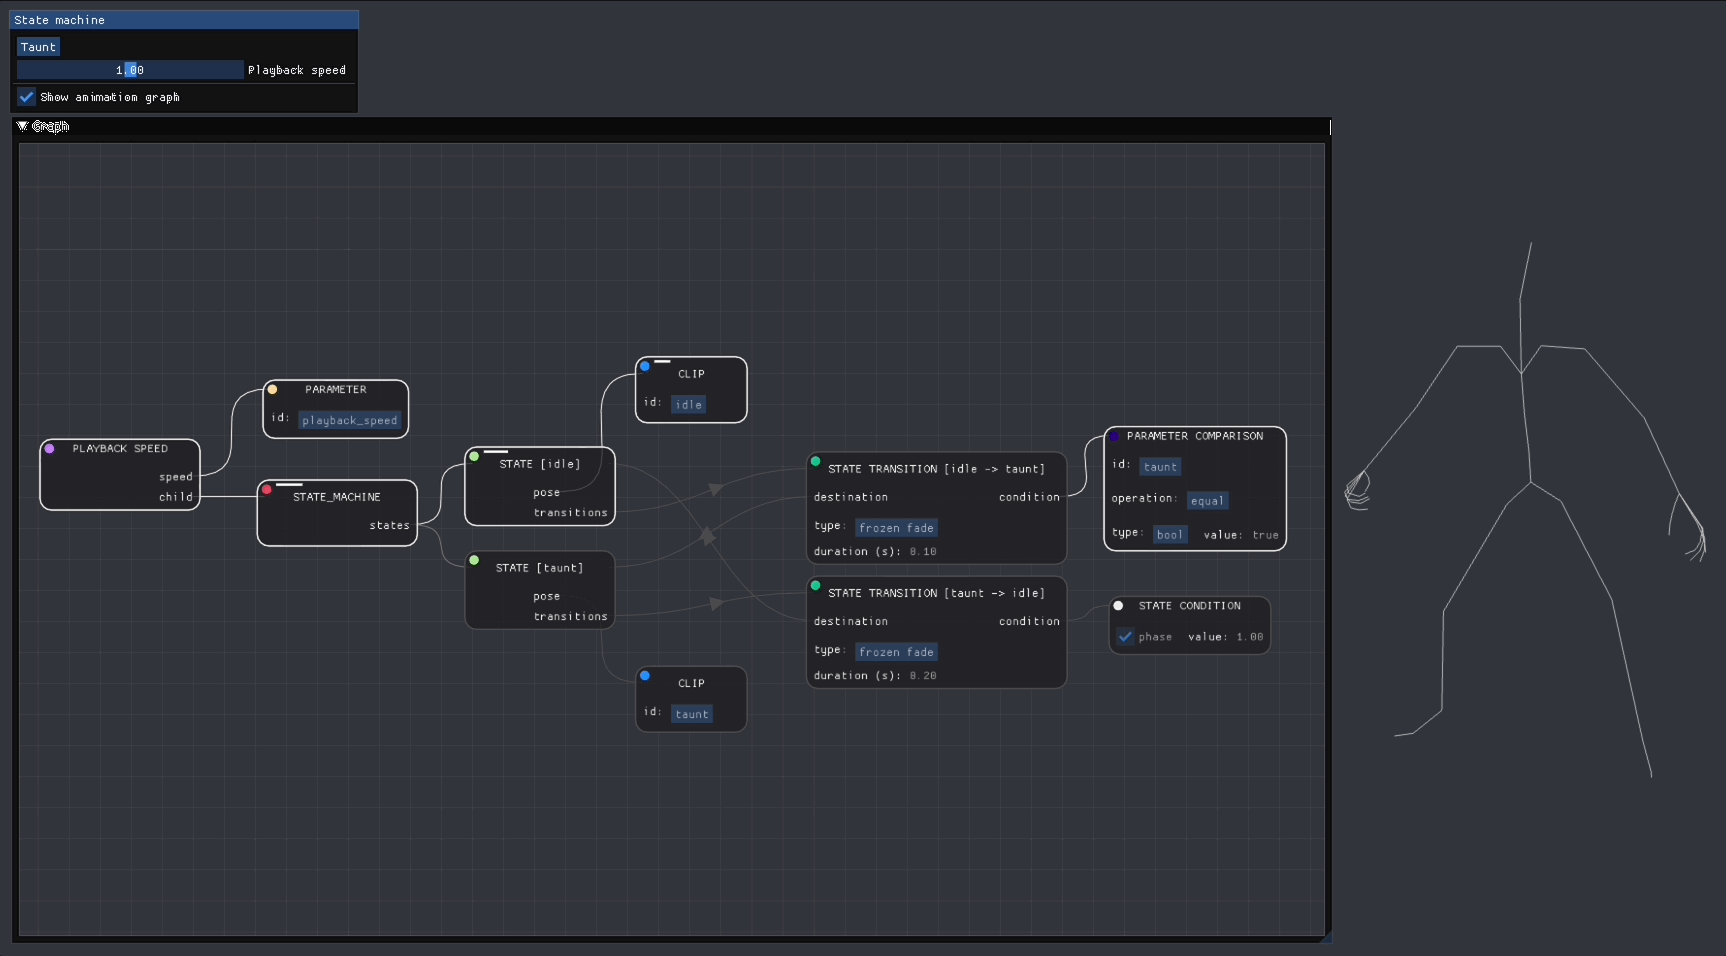 State machine
Taunt
1.00 Playback speed
Show animation graph
Graph
CLIP
id: idle
PARAMETER
id: playback_speed
PLAYBACK SPEED
speed
child
STATE_MACHINE
states
STATE [idle]
pose
transitions
STATE [taunt]
pose
transitions
CLIP
id: taunt
STATE TRANSITION [idle -> taunt]
destination condition
type: frozen fade
duration (s): 0.10
STATE TRANSITION [taunt -> idle]
destination condition
type: frozen fade
duration (s): 0.20
PARAMETER COMPARISON
id: taunt
operation: equal
type: bool value: true
STATE CONDITION
phase value: 1.00